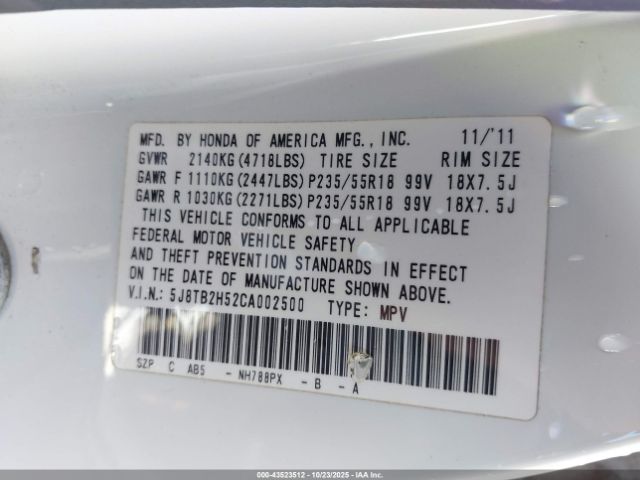 MFD. BY HONDA OF AMERICA MFG., INC. 11/'11
GVWR 2140KG(4718LBS) TIRE SIZE RIM SIZE
GAWR F 1110KG(2447LBS)P235/55R18 99V 18X7.5J
GAWR R 1030KG(2271LBS)P235/55R18 99V 18X7.5J
THIS VEHICLE CONFORMS TO ALL APPLICABLE
FEDERAL MOTOR VEHICLE SAFETY
AND THEFT PREVENTION STANDARDS IN EFFECT
ON THE DATE OF MANUFACTURE SHOWN ABOVE.
V.I.N.: 5J8TB2H52CA002500 TYPE: MPV
SZP C AB5 - NH788PX - B - A
000-43523512 | 10/23/2025 - Copyright © 2025 IAA, Inc.